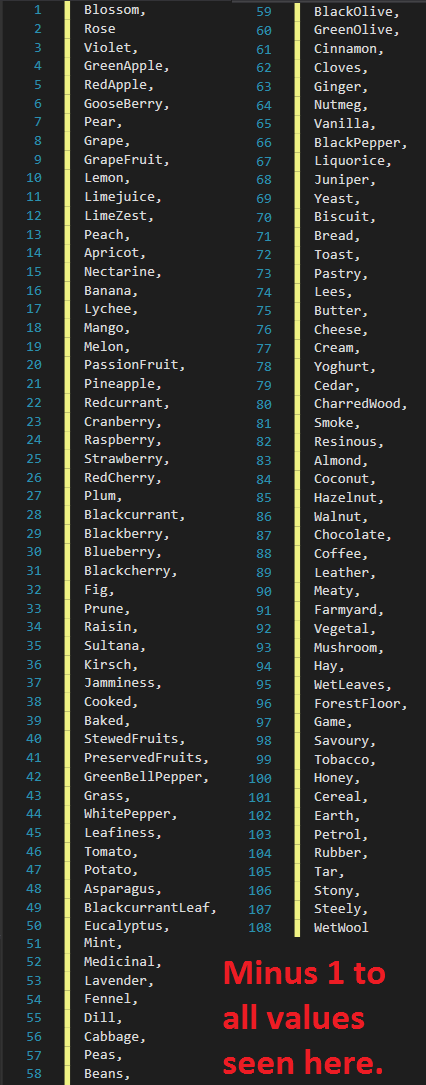 1 Blossom,
2 Rose
3 Violet,
4 GreenApple,
5 RedApple,
6 GooseBerry,
7 Pear,
8 Grape,
9 GrapeFruit,
10 Lemon,
11 Limejuice,
12 LimeZest,
13 Peach,
14 Apricot,
15 Nectarine,
16 Banana,
17 Lychee,
18 Mango,
19 Melon,
20 PassionFruit,
21 Pineapple,
22 Redcurrant,
23 Cranberry,
24 Raspberry,
25 Strawberry,
26 RedCherry,
27 Plum,
28 Blackcurrant,
29 Blackberry,
30 Blueberry,
31 Blackcherry,
32 Fig,
33 Prune,
34 Raisin,
35 Sultana,
36 Kirsch,
37 Jamminess,
38 Cooked,
39 Baked,
40 StewedFruits,
41 PreservedFruits,
42 GreenBellPepper,
43 Grass,
44 WhitePepper,
45 Leafiness,
46 Tomato,
47 Potato,
48 Asparagus,
49 BlackcurrantLeaf,
50 Eucalyptus,
51 Mint,
52 Medicinal,
53 Lavender,
54 Fennel,
55 Dill,
56 Cabbage,
57 Peas,
58 Beans,
59 BlackOlive,
60 GreenOlive,
61 Cinnamon,
62 Cloves,
63 Ginger,
64 Nutmeg,
65 Vanilla,
66 BlackPepper,
67 Liquorice,
68 Juniper,
69 Yeast,
70 Biscuit,
71 Bread,
72 Toast,
73 Pastry,
74 Lees,
75 Butter,
76 Cheese,
77 Cream,
78 Yoghurt,
79 Cedar,
80 CharredWood,
81 Smoke,
82 Resinous,
83 Almond,
84 Coconut,
85 Hazelnut,
86 Walnut,
87 Chocolate,
88 Coffee,
89 Leather,
90 Meaty,
91 Farmyard,
92 Vegetal,
93 Mushroom,
94 Hay,
95 WetLeaves,
96 ForestFloor,
97 Game,
98 Savoury,
99 Tobacco,
100 Honey,
101 Cereal,
102 Earth,
103 Petrol,
104 Rubber,
105 Tar,
106 Stony,
107 Steely,
108 WetWool
Minus 1 to
all values
seen here.